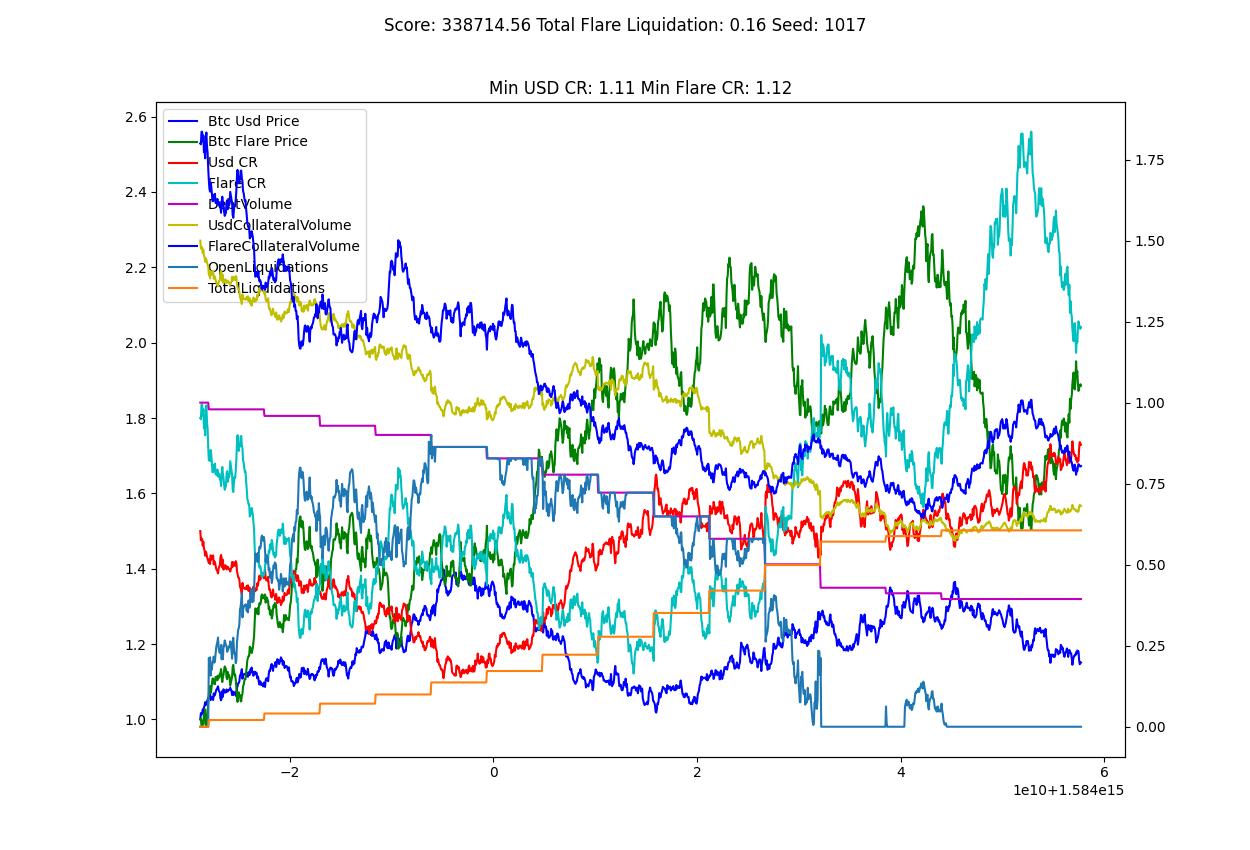 Score: 338714.56 Total Flare Liquidation: 0.16 Seed: 1017
Min USD CR: 1.11 Min Flare CR: 1.12
Btc Usd Price
Btc Flare Price
Usd CR
Flare CR
DebtVolume
UsdCollateralVolume
FlareCollateralVolume
OpenLiquidations
TotalLiquidations
2.6
2.4
2.2
2.0
1.8
1.6
1.4
1.2
1.0
1.75
1.50
1.25
1.00
0.75
0.50
0.25
0.00
−2
0
2
4
6
1e10+1.584e15